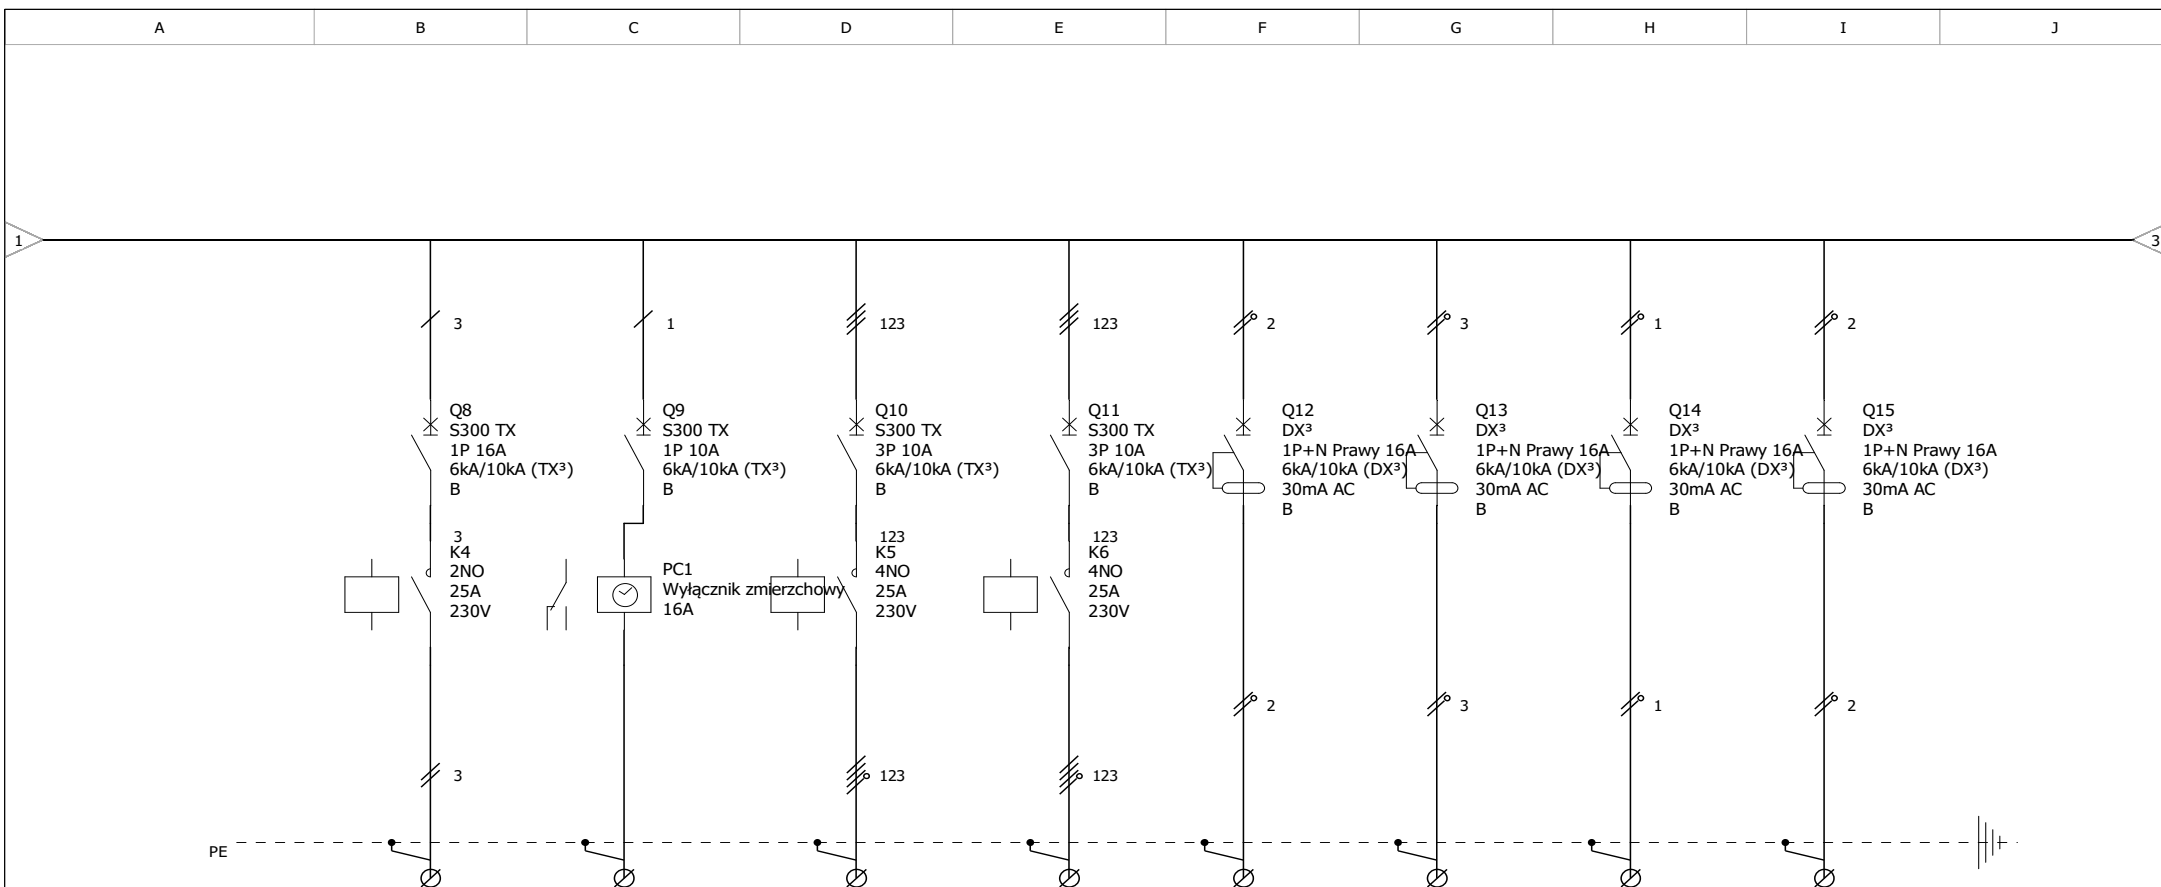 A B C D E F G H I J
1
3
3 1 123 123 2 3 1 2
Q8
S300 TX
1P 16A
6kA/10kA (TX³)
B
Q9
S300 TX
1P 10A
6kA/10kA (TX³)
B
Q10
S300 TX
3P 10A
6kA/10kA (TX³)
B
Q11
S300 TX
3P 10A
6kA/10kA (TX³)
B
Q12
DX³
1P+N Prawy 16A
6kA/10kA (DX³)
30mA AC
B
Q13
DX³
1P+N Prawy 16A
6kA/10kA (DX³)
30mA AC
B
Q14
DX³
1P+N Prawy 16A
6kA/10kA (DX³)
30mA AC
B
Q15
DX³
1P+N Prawy 16A
6kA/10kA (DX³)
30mA AC
B
3
K4
2NO
25A
230V
PC1
Wyłącznik zmierzchowy
16A
123
K5
4NO
25A
230V
123
K6
4NO
25A
230V
2 3 1 2
3 123 123
PE